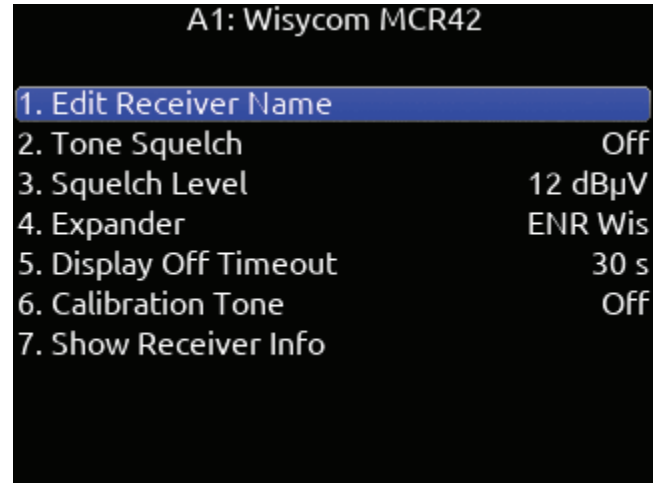 A1: Wisycom MCR42
1. Edit Receiver Name
2. Tone Squelch Off
3. Squelch Level 12 dBµV
4. Expander ENR Wis
5. Display Off Timeout 30 s
6. Calibration Tone Off
7. Show Receiver Info